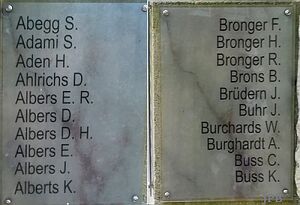 Abegg S.
Adami S.
Aden H.
Ahlrichs D.
Albers E. R.
Albers D.
Albers D. H.
Albers E.
Albers J.
Alberts K.
Bronger F.
Bronger H.
Bronger R.
Brons B.
Brüdern J.
Buhr J.
Burchards W.
Burghardt A.
Buss C.
Buss K.